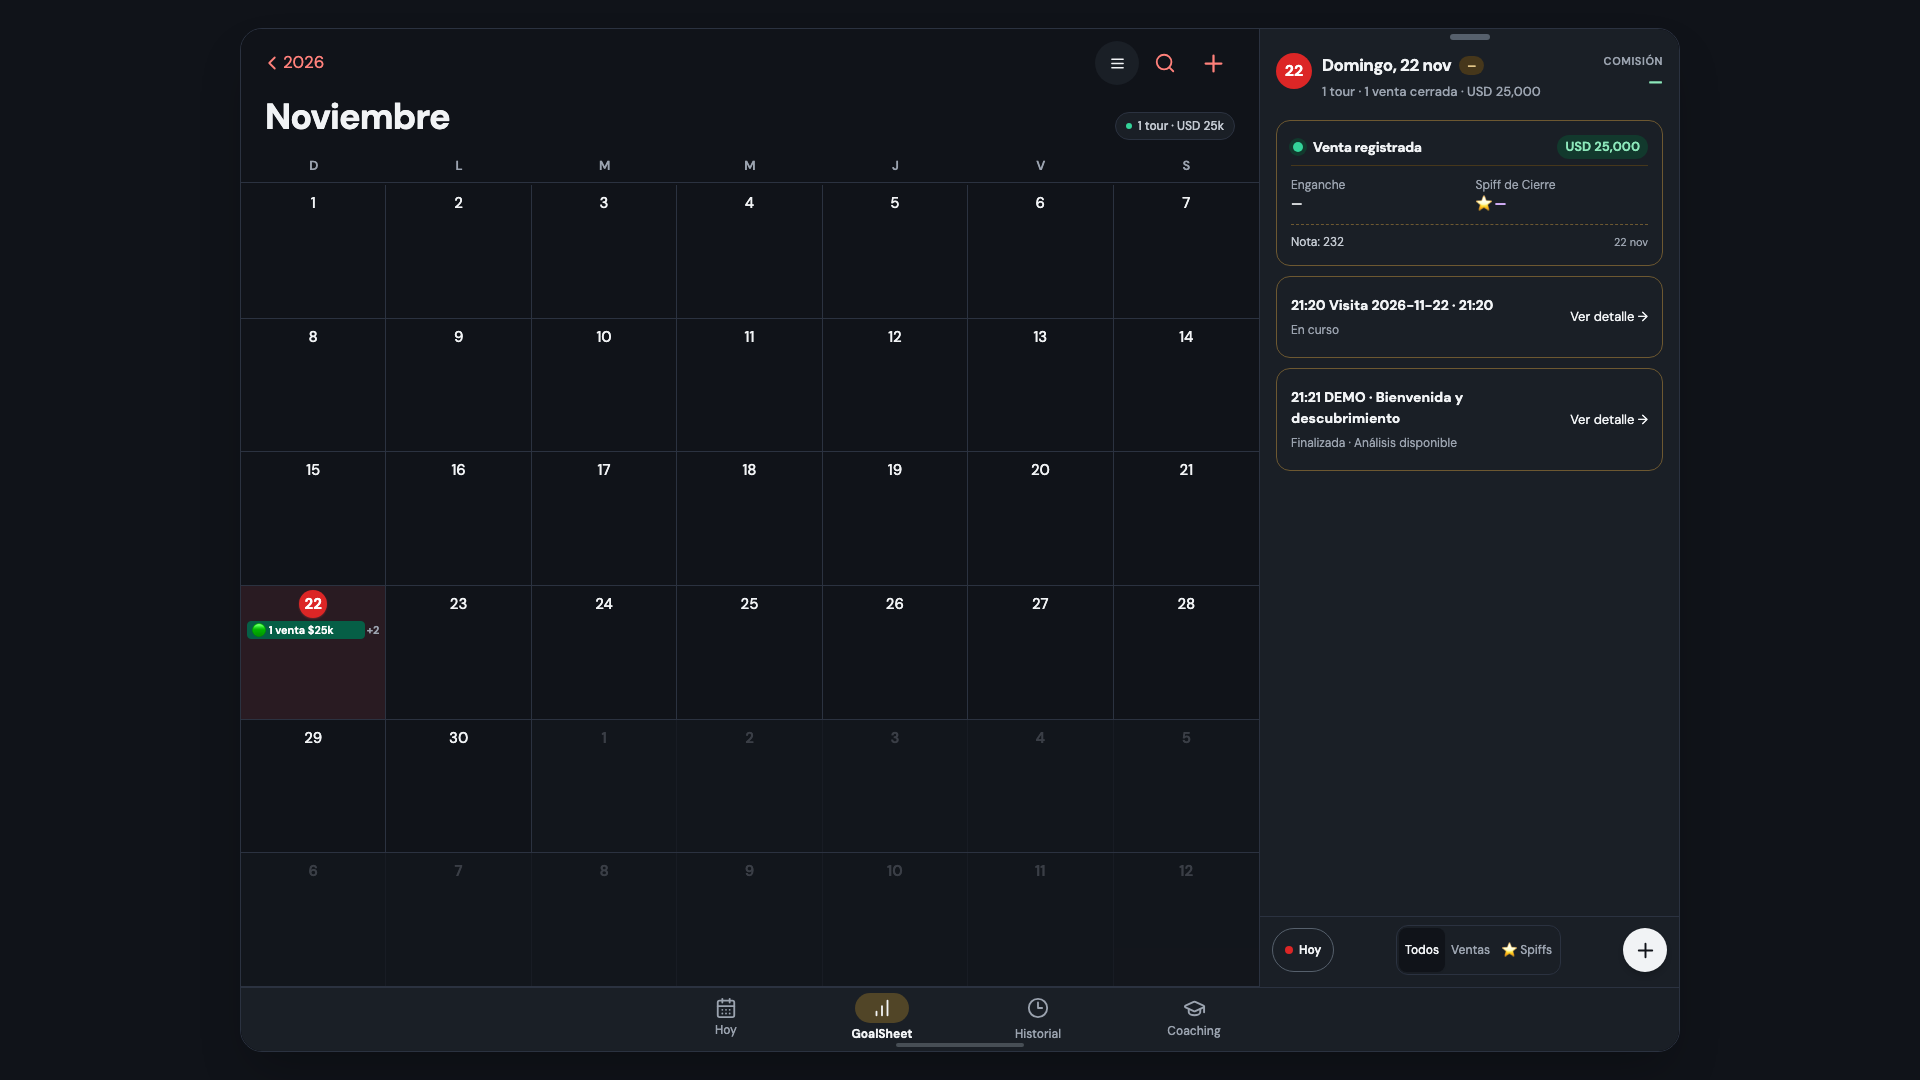 2026
Noviembre
1 tour · USD 25k
D L M M J V S
1 2 3 4 5 6 7
8 9 10 11 12 13 14
15 16 17 18 19 20 21
22 23 24 25 26 27 28
1 venta $25k +2
29 30 1 2 3 4 5
6 7 8 9 10 11 12
22 Domingo, 22 nov –
1 tour · 1 venta cerrada · USD 25,000
COMISIÓN
—
Venta registrada USD 25,000
Enganche Spiff de Cierre
— ⭐ —
Nota: 232 22 nov
21:20 Visita 2026-11-22 · 21:20
En curso
Ver detalle →
21:21 DEMO · Bienvenida y
descubrimiento
Finalizada · Análisis disponible
Ver detalle →
Hoy
Todos Ventas ⭐ Spiffs
Hoy GoalSheet Historial Coaching